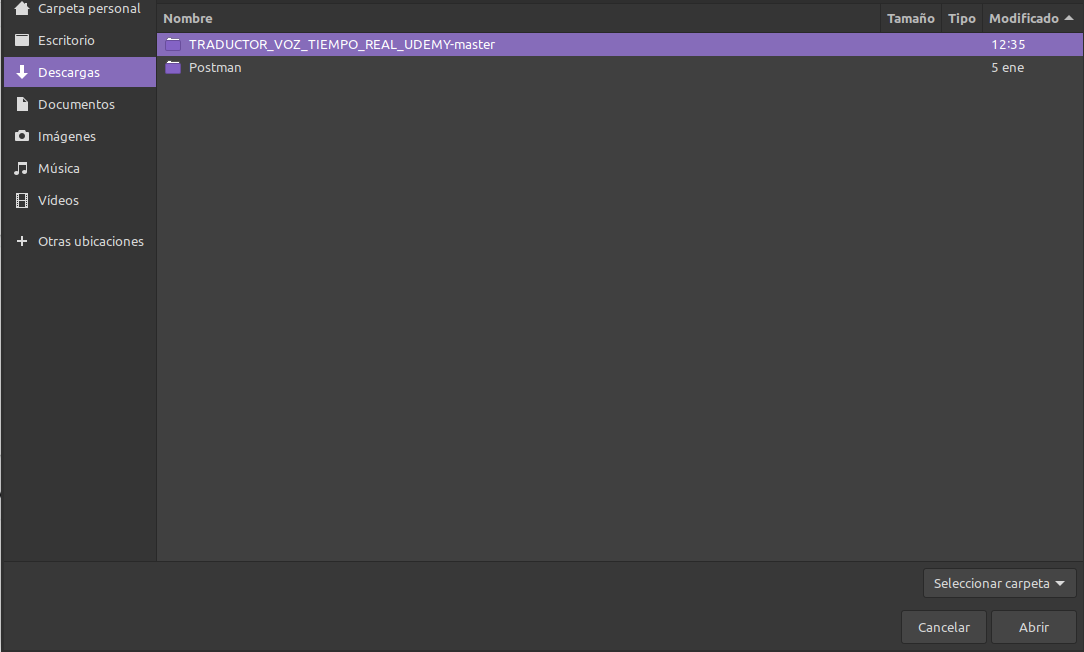 Carpeta personal
Escritorio
Descargas
Documentos
Imágenes
Música
Vídeos
Otras ubicaciones
Nombre Tamaño Tipo Modificado
TRADUCTOR_VOZ_TIEMPO_REAL_UDEMY-master 12:35
Postman 5 ene
Seleccionar carpeta
Cancelar Abrir